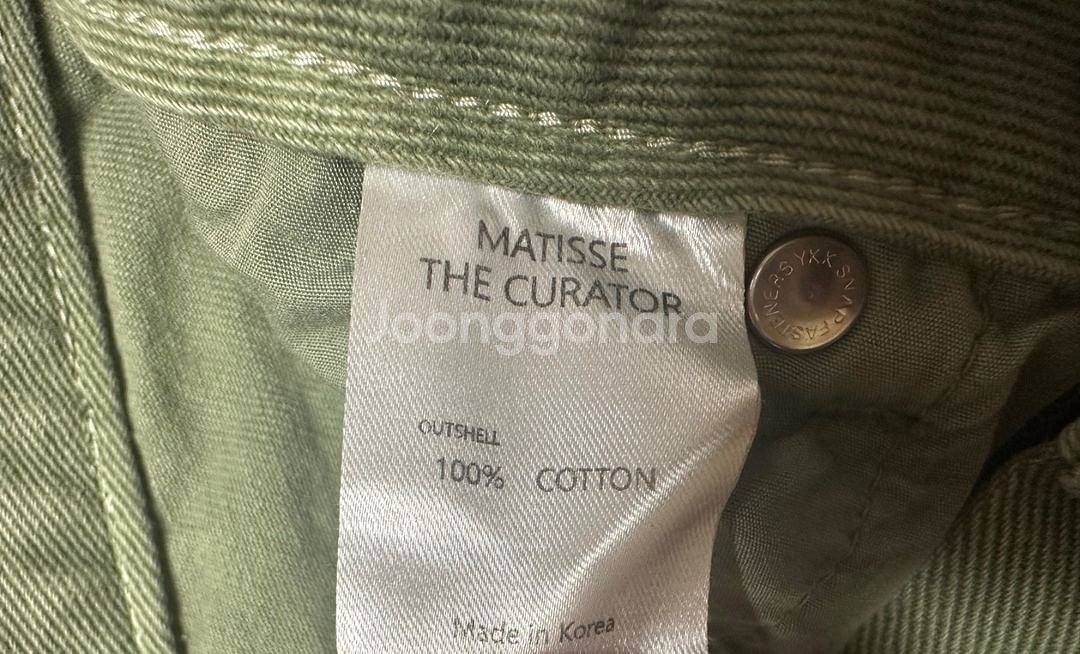 MATISSE
THE CURATOR
joonggonara
YKK SNAP FASTENERS
OUTSHELL
100% COTTON
Made in Korea